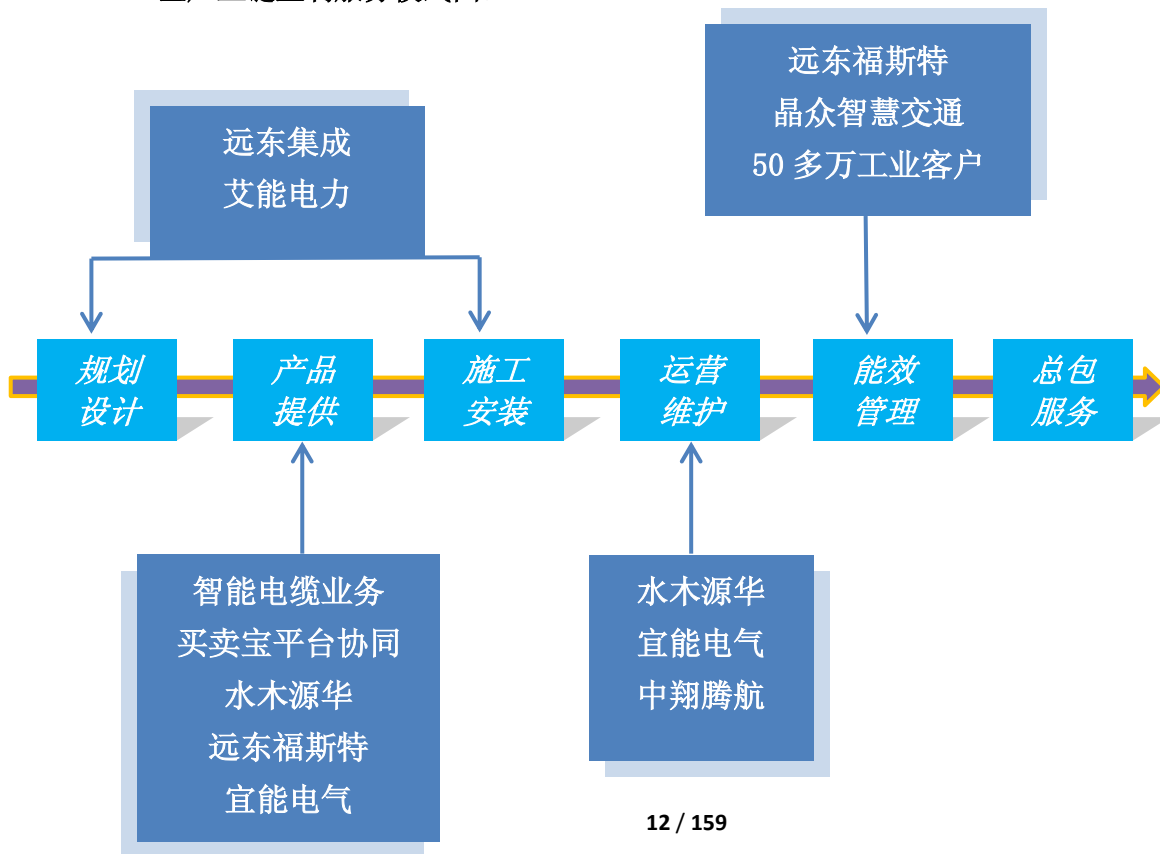 远东福斯特
晶众智慧交通
50 多万工业客户
远东集成
艾能电力
规划
设计
产品
提供
施工
安装
运营
维护
能效
管理
总包
服务
智能电缆业务
买卖宝平台协同
水木源华
远东福斯特
宜能电气
水木源华
宜能电气
中翔腾航
12 / 159